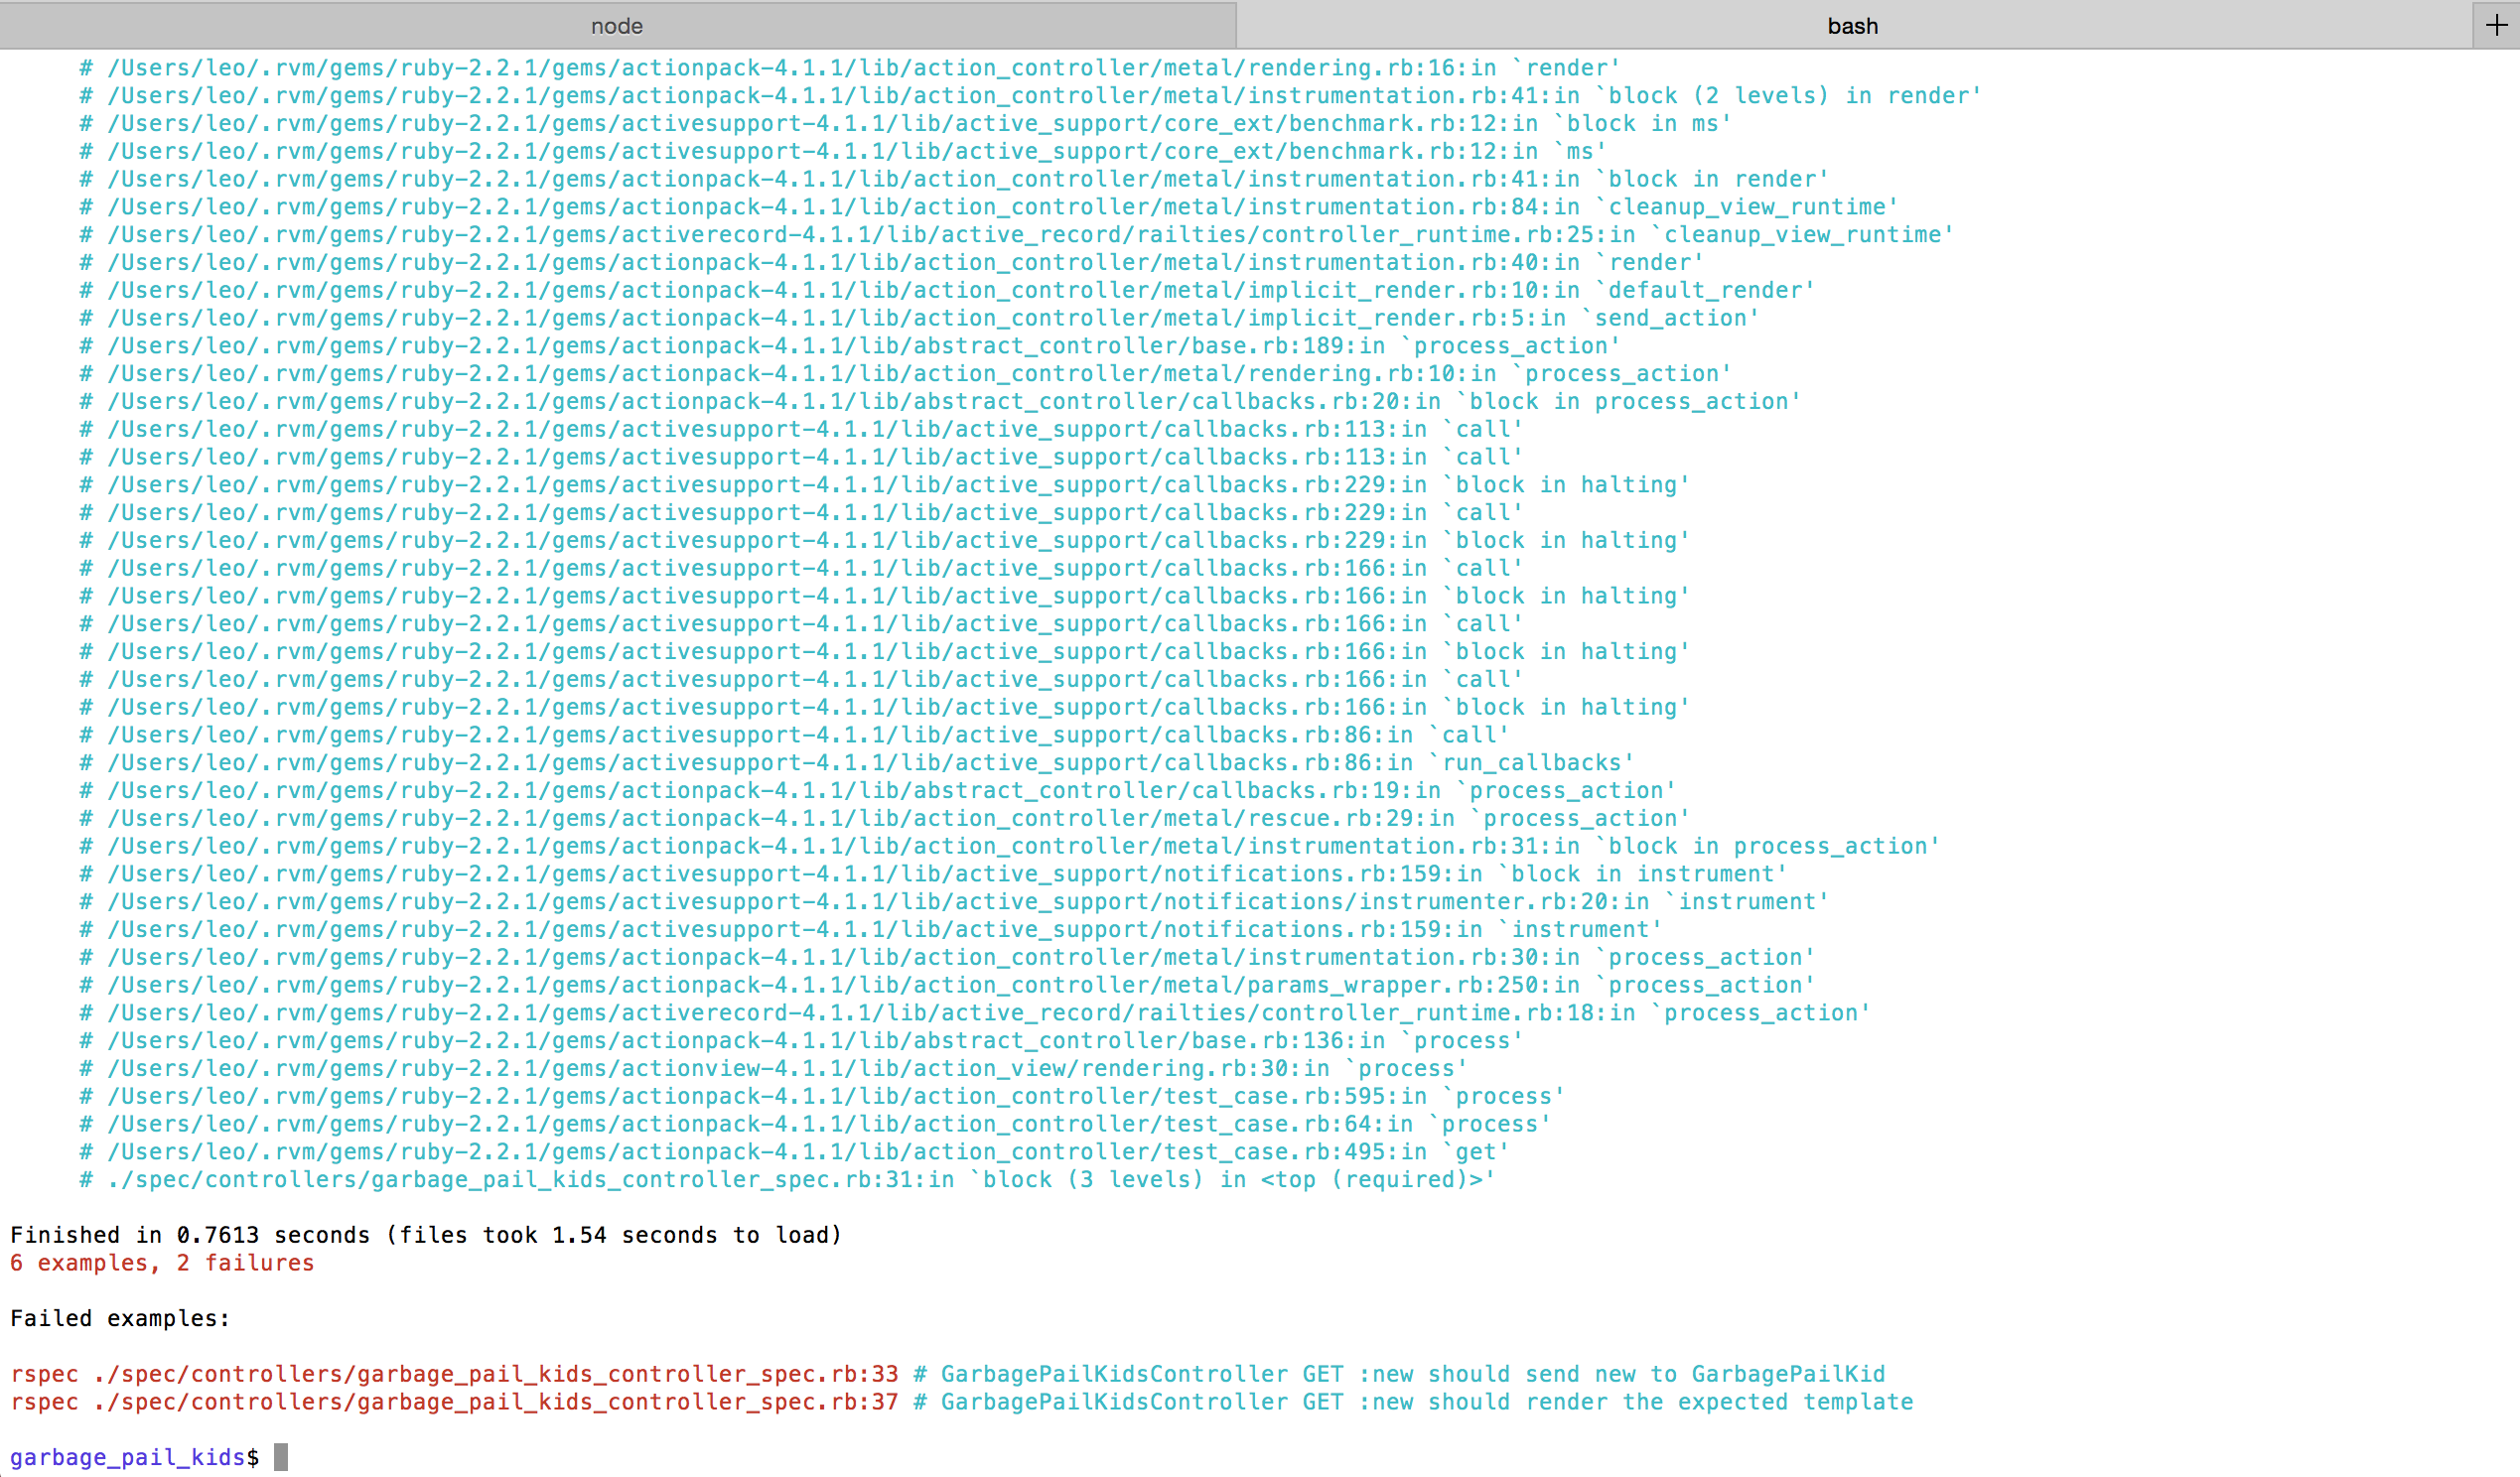 node
bash
+
# /Users/leo/.rvm/gems/ruby-2.2.1/gems/actionpack-4.1.1/lib/action_controller/metal/rendering.rb:16:in `render'
# /Users/leo/.rvm/gems/ruby-2.2.1/gems/actionpack-4.1.1/lib/action_controller/metal/instrumentation.rb:41:in `block (2 levels) in render'
# /Users/leo/.rvm/gems/ruby-2.2.1/gems/activesupport-4.1.1/lib/active_support/core_ext/benchmark.rb:12:in `block in ms'
# /Users/leo/.rvm/gems/ruby-2.2.1/gems/activesupport-4.1.1/lib/active_support/core_ext/benchmark.rb:12:in `ms'
# /Users/leo/.rvm/gems/ruby-2.2.1/gems/actionpack-4.1.1/lib/action_controller/metal/instrumentation.rb:41:in `block in render'
# /Users/leo/.rvm/gems/ruby-2.2.1/gems/actionpack-4.1.1/lib/action_controller/metal/instrumentation.rb:84:in `cleanup_view_runtime'
# /Users/leo/.rvm/gems/ruby-2.2.1/gems/activerecord-4.1.1/lib/active_record/railties/controller_runtime.rb:25:in `cleanup_view_runtime'
# /Users/leo/.rvm/gems/ruby-2.2.1/gems/actionpack-4.1.1/lib/action_controller/metal/instrumentation.rb:40:in `render'
# /Users/leo/.rvm/gems/ruby-2.2.1/gems/actionpack-4.1.1/lib/action_controller/metal/implicit_render.rb:10:in `default_render'
# /Users/leo/.rvm/gems/ruby-2.2.1/gems/actionpack-4.1.1/lib/action_controller/metal/implicit_render.rb:5:in `send_action'
# /Users/leo/.rvm/gems/ruby-2.2.1/gems/actionpack-4.1.1/lib/abstract_controller/base.rb:189:in `process_action'
# /Users/leo/.rvm/gems/ruby-2.2.1/gems/actionpack-4.1.1/lib/action_controller/metal/rendering.rb:10:in `process_action'
# /Users/leo/.rvm/gems/ruby-2.2.1/gems/actionpack-4.1.1/lib/abstract_controller/callbacks.rb:20:in `block in process_action'
# /Users/leo/.rvm/gems/ruby-2.2.1/gems/activesupport-4.1.1/lib/active_support/callbacks.rb:113:in `call'
# /Users/leo/.rvm/gems/ruby-2.2.1/gems/activesupport-4.1.1/lib/active_support/callbacks.rb:113:in `call'
# /Users/leo/.rvm/gems/ruby-2.2.1/gems/activesupport-4.1.1/lib/active_support/callbacks.rb:229:in `block in halting'
# /Users/leo/.rvm/gems/ruby-2.2.1/gems/activesupport-4.1.1/lib/active_support/callbacks.rb:229:in `call'
# /Users/leo/.rvm/gems/ruby-2.2.1/gems/activesupport-4.1.1/lib/active_support/callbacks.rb:229:in `block in halting'
# /Users/leo/.rvm/gems/ruby-2.2.1/gems/activesupport-4.1.1/lib/active_support/callbacks.rb:166:in `call'
# /Users/leo/.rvm/gems/ruby-2.2.1/gems/activesupport-4.1.1/lib/active_support/callbacks.rb:166:in `block in halting'
# /Users/leo/.rvm/gems/ruby-2.2.1/gems/activesupport-4.1.1/lib/active_support/callbacks.rb:166:in `call'
# /Users/leo/.rvm/gems/ruby-2.2.1/gems/activesupport-4.1.1/lib/active_support/callbacks.rb:166:in `block in halting'
# /Users/leo/.rvm/gems/ruby-2.2.1/gems/activesupport-4.1.1/lib/active_support/callbacks.rb:166:in `call'
# /Users/leo/.rvm/gems/ruby-2.2.1/gems/activesupport-4.1.1/lib/active_support/callbacks.rb:166:in `block in halting'
# /Users/leo/.rvm/gems/ruby-2.2.1/gems/activesupport-4.1.1/lib/active_support/callbacks.rb:86:in `call'
# /Users/leo/.rvm/gems/ruby-2.2.1/gems/activesupport-4.1.1/lib/active_support/callbacks.rb:86:in `run_callbacks'
# /Users/leo/.rvm/gems/ruby-2.2.1/gems/actionpack-4.1.1/lib/abstract_controller/callbacks.rb:19:in `process_action'
# /Users/leo/.rvm/gems/ruby-2.2.1/gems/actionpack-4.1.1/lib/action_controller/metal/rescue.rb:29:in `process_action'
# /Users/leo/.rvm/gems/ruby-2.2.1/gems/actionpack-4.1.1/lib/action_controller/metal/instrumentation.rb:31:in `block in process_action'
# /Users/leo/.rvm/gems/ruby-2.2.1/gems/activesupport-4.1.1/lib/active_support/notifications.rb:159:in `block in instrument'
# /Users/leo/.rvm/gems/ruby-2.2.1/gems/activesupport-4.1.1/lib/active_support/notifications/instrumenter.rb:20:in `instrument'
# /Users/leo/.rvm/gems/ruby-2.2.1/gems/activesupport-4.1.1/lib/active_support/notifications.rb:159:in `instrument'
# /Users/leo/.rvm/gems/ruby-2.2.1/gems/actionpack-4.1.1/lib/action_controller/metal/instrumentation.rb:30:in `process_action'
# /Users/leo/.rvm/gems/ruby-2.2.1/gems/actionpack-4.1.1/lib/action_controller/metal/params_wrapper.rb:250:in `process_action'
# /Users/leo/.rvm/gems/ruby-2.2.1/gems/activerecord-4.1.1/lib/active_record/railties/controller_runtime.rb:18:in `process_action'
# /Users/leo/.rvm/gems/ruby-2.2.1/gems/actionpack-4.1.1/lib/abstract_controller/base.rb:136:in `process'
# /Users/leo/.rvm/gems/ruby-2.2.1/gems/actionview-4.1.1/lib/action_view/rendering.rb:30:in `process'
# /Users/leo/.rvm/gems/ruby-2.2.1/gems/actionpack-4.1.1/lib/action_controller/test_case.rb:595:in `process'
# /Users/leo/.rvm/gems/ruby-2.2.1/gems/actionpack-4.1.1/lib/action_controller/test_case.rb:64:in `process'
# /Users/leo/.rvm/gems/ruby-2.2.1/gems/actionpack-4.1.1/lib/action_controller/test_case.rb:495:in `get'
# ./spec/controllers/garbage_pail_kids_controller_spec.rb:31:in `block (3 levels) in <top (required)>'
Finished in 0.7613 seconds (files took 1.54 seconds to load)
6 examples, 2 failures
Failed examples:
rspec ./spec/controllers/garbage_pail_kids_controller_spec.rb:33 # GarbagePailKidsController GET :new should send new to GarbagePailKid
rspec ./spec/controllers/garbage_pail_kids_controller_spec.rb:37 # GarbagePailKidsController GET :new should render the expected template
garbage_pail_kids$